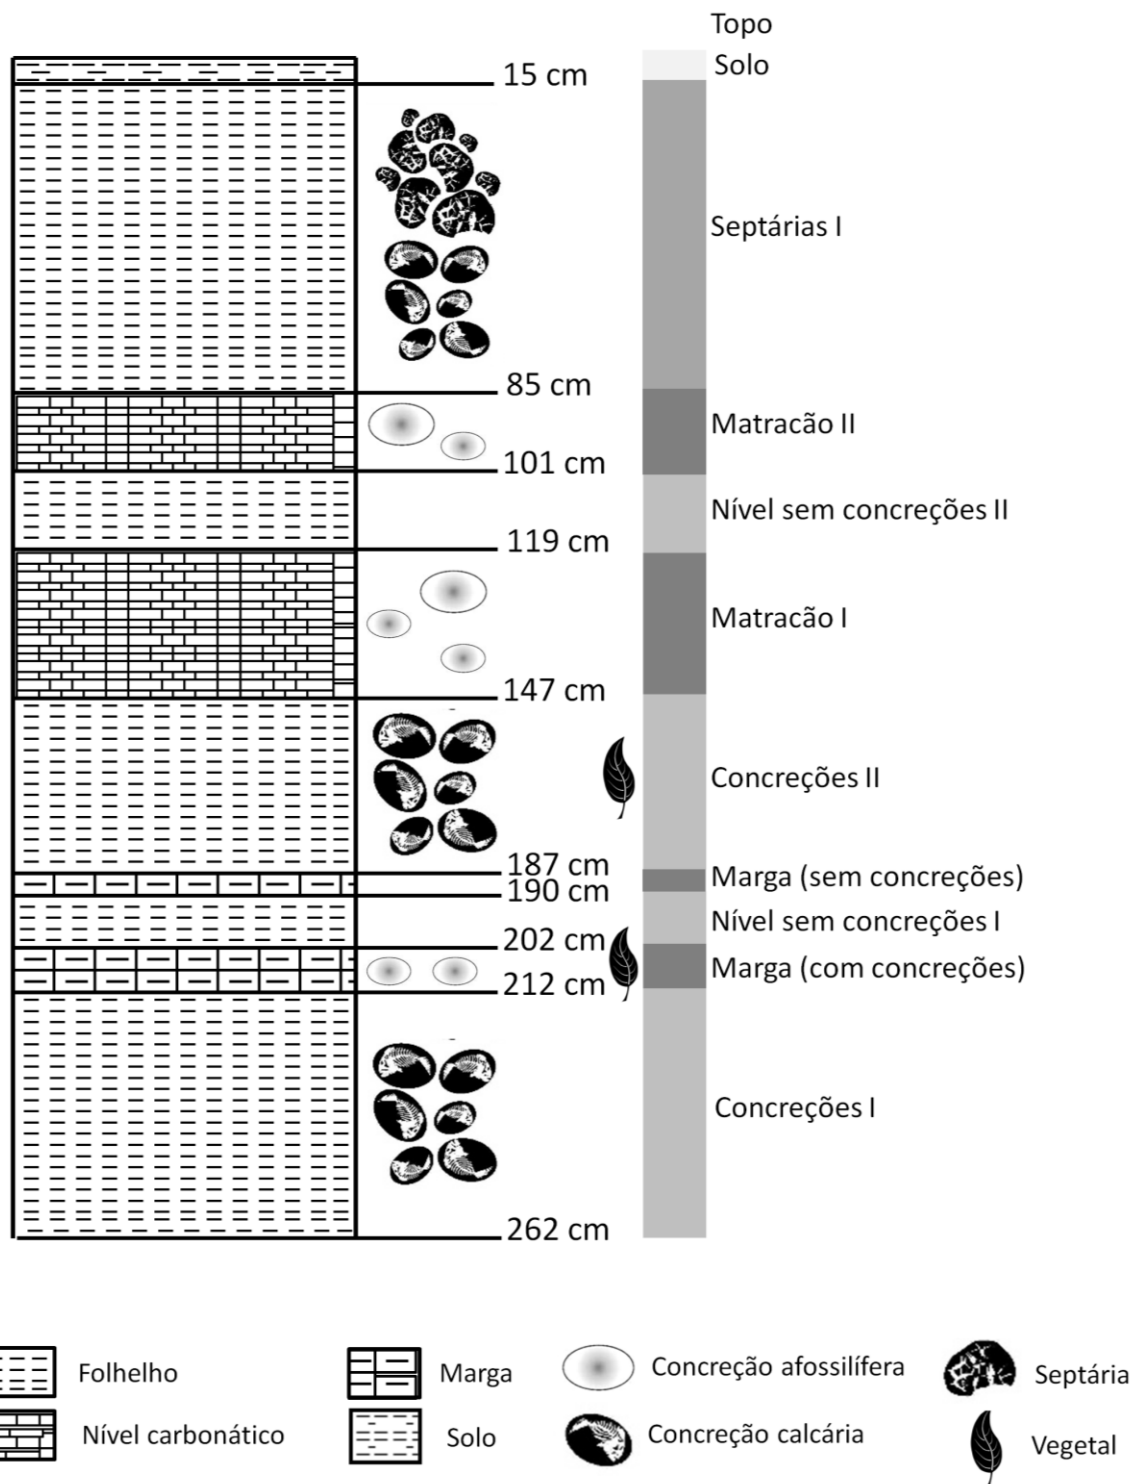 Topo
Solo
15 cm
Septárias I
85 cm
Matracão II
101 cm
Nível sem concreções II
119 cm
Matracão I
147 cm
Concreções II
187 cm
Marga (sem concreções)
190 cm
Nível sem concreções I
202 cm
Marga (com concreções)
212 cm
Concreções I
262 cm
Folhelho
Marga
Concreção afossilífera
Septária
Nível carbonático
Solo
Concreção calcária
Vegetal